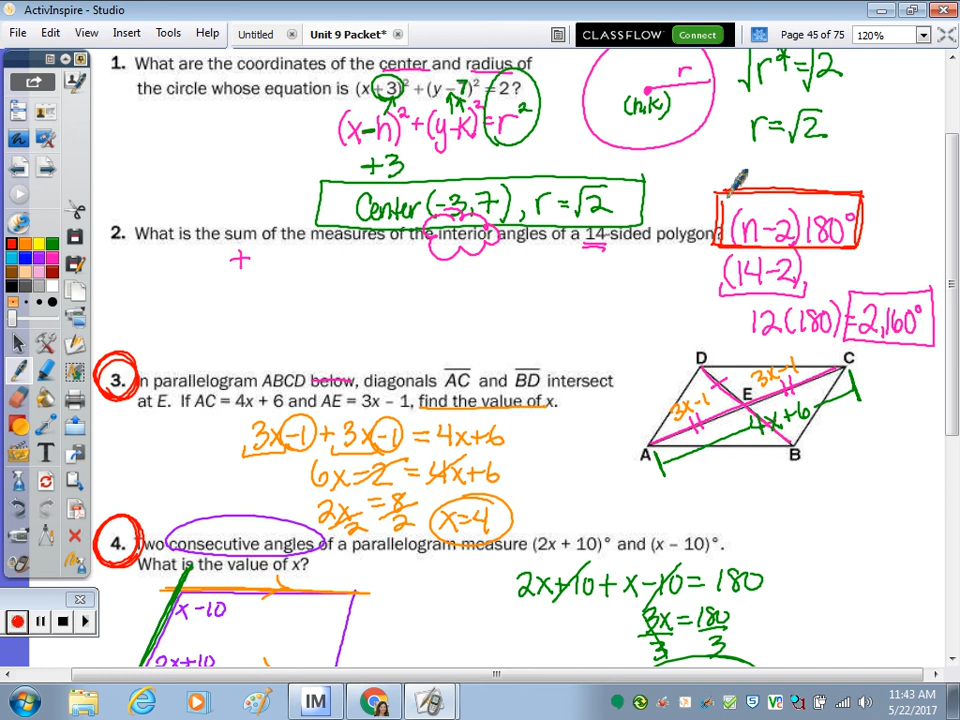 ActivInspire - Studio
File Edit View Insert Tools Help
Untitled
Unit 9 Packet*
CLASSFLOW
Connect
Page 45 of 75
120%
1. What are the coordinates of the center and radius of
the circle whose equation is (x + 3)² + (y – 7)² = 2?
(x-h)² + (y-k)² = r²
+3
Center (-3,7), r = √2
r
(h,k)
√r² = √2
r = √2
2. What is the sum of the measures of the interior angles of a 14-sided polygon?
+
(n-2)180°
(14-2)
12(180) = 2,160°
3. In parallelogram ABCD below, diagonals AC and BD intersect
at E. If AC = 4x + 6 and AE = 3x – 1, find the value of x.
3x-1 + 3x-1 = 4x+6
6x - 2 = 4x+6
2x/2 = 8/2
x=4
D
C
3x-1
3x-1
E
4x+6
A
B
4. Two consecutive angles of a parallelogram measure (2x + 10)° and (x – 10)°.
What is the value of x?
x-10
2x+10
2x+10 + x-10 = 180
3x/3 = 180/3
IM
11:43 AM
5/22/2017